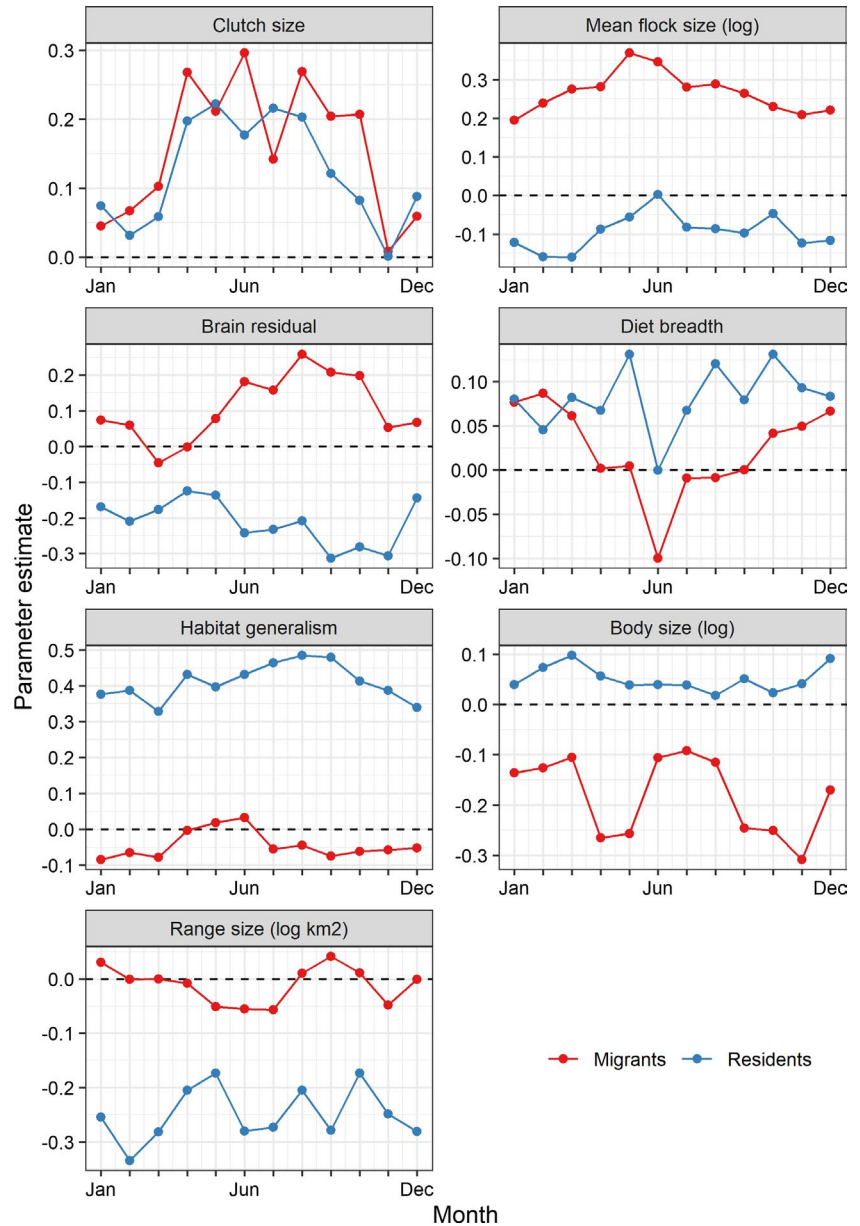 Clutch size
0.3
0.2
0.1
0.0
Jan Jun Dec
Mean flock size (log)
0.3
0.2
0.1
0.0
-0.1
Jan Jun Dec
Brain residual
0.2
0.1
0.0
-0.1
-0.2
-0.3
Jan Jun Dec
Diet breadth
0.10
0.05
0.00
-0.05
-0.10
Jan Jun Dec
Parameter estimate
Habitat generalism
0.5
0.4
0.3
0.2
0.1
0.0
-0.1
Jan Jun Dec
Body size (log)
0.1
0.0
-0.1
-0.2
-0.3
Jan Jun Dec
Range size (log km2)
0.0
-0.1
-0.2
-0.3
Jan Jun Dec
Migrants Residents
Month